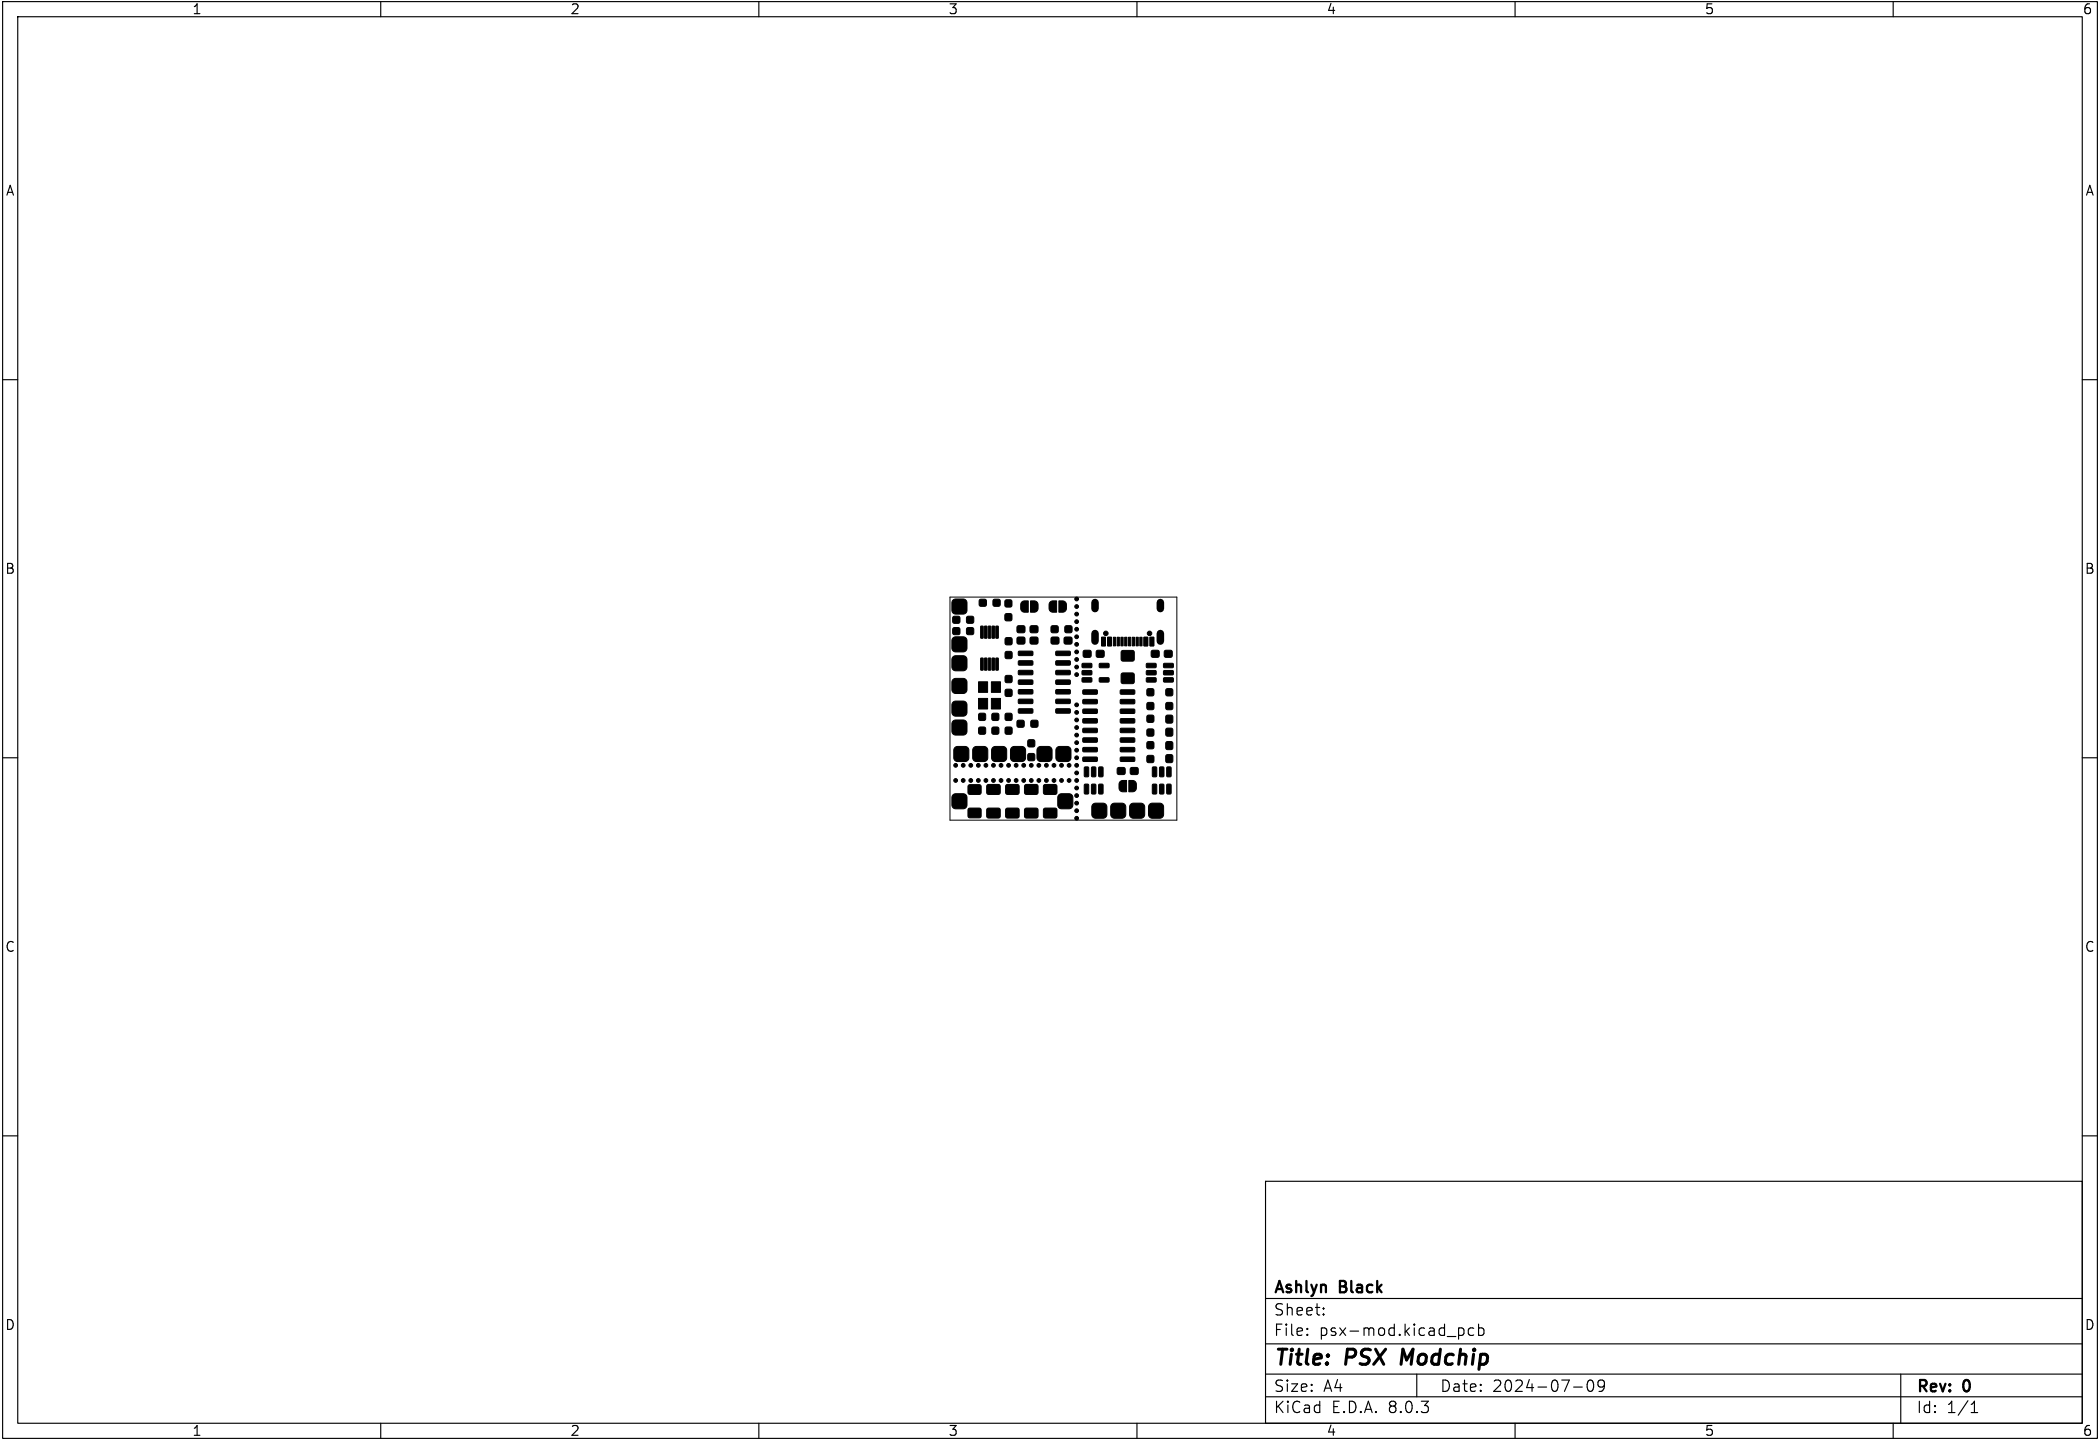 1 2 3 4 5 6
A A
B B
C C
Ashlyn Black
Sheet:
D File: psx-mod.kicad_pcb D
Title: PSX Modchip
Size: A4 Date: 2024-07-09 Rev: 0
KiCad E.D.A. 8.0.3 Id: 1/1
1 2 3 4 5 6